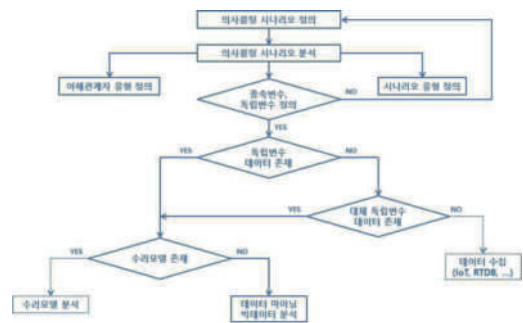 의사결정 시나리오 정의
의사결정 시나리오 분석
이해관계자 유형 정의
시나리오 유형 정의
종속변수,
독립변수 정의
NO
YES
독립변수
데이터 존재
YES
NO
대체 독립변수
데이터 존재
YES
NO
수리모델 존재
YES
NO
데이터 수집
(IoT, RTDB, ...)
수리모델 분석
데이터 마이닝
빅데이터 분석